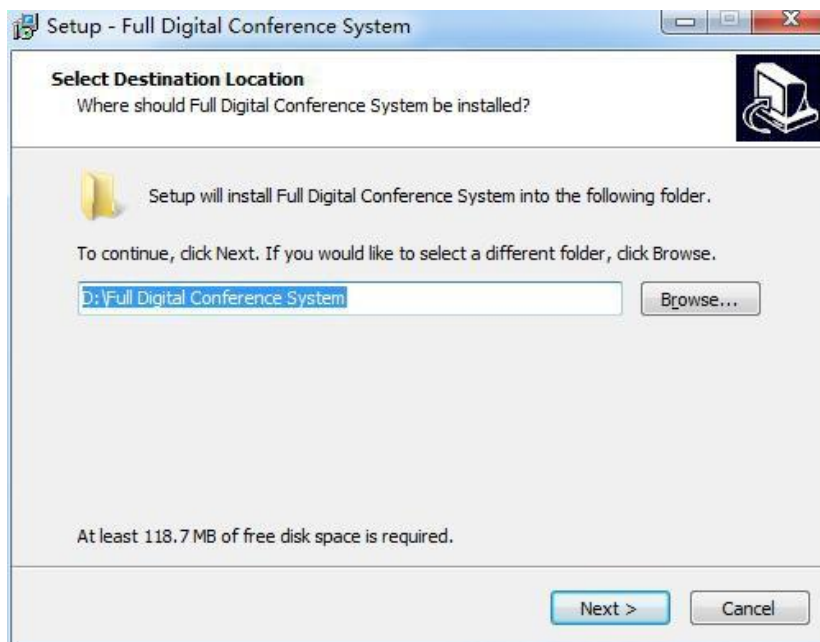 Setup - Full Digital Conference System
Select Destination Location
Where should Full Digital Conference System be installed?
Setup will install Full Digital Conference System into the following folder.
To continue, click Next. If you would like to select a different folder, click Browse.
D:\Full Digital Conference System
Browse...
At least 118.7 MB of free disk space is required.
Next >
Cancel